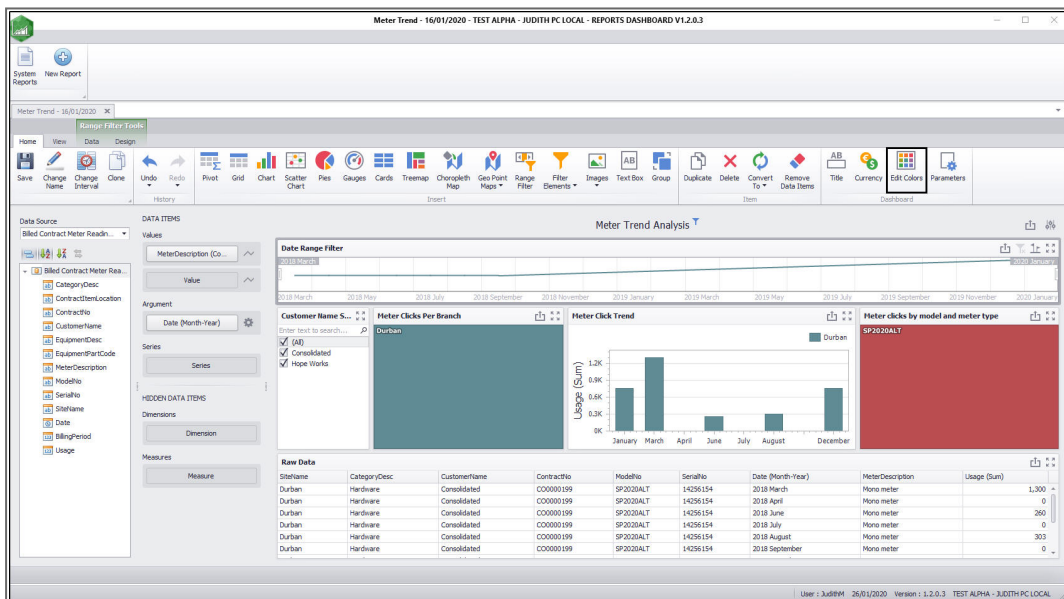 Meter Trend - 16/01/2020 - TEST ALPHA - JUDITH PC LOCAL - REPORTS DASHBOARD V1.2.0.3
System Reports
New Report
Meter Trend - 16/01/2020
Range Filter Tools
Home View Data Design
Save Change Name Change Interval Clone Undo Redo Pivot Grid Chart Scatter Chart Pies Gauges Cards Treemap Choropleth Map Geo Point Maps Range Filter Filter Elements Images Text Box Group Duplicate Delete Convert To Remove Data Items Title Currency Edit Colors Parameters
History Insert Item Dashboard
Data Source
Billed Contract Meter Readin...
Billed Contract Meter Rea...
CategoryDesc
ContractItemLocation
ContractNo
CustomerName
EquipmentDesc
EquipmentPartCode
MeterDescription
ModelNo
SerialNo
SiteName
Date
BillingPeriod
Usage
DATA ITEMS
Values
MeterDescription (Co...
Value
Argument
Date (Month-Year)
Series
Series
HIDDEN DATA ITEMS
Dimensions
Dimension
Measures
Measure
Meter Trend Analysis
Date Range Filter
2018 March 2020 January
2018 March 2018 May 2018 July 2018 September 2018 November 2019 January 2019 March 2019 May 2019 July 2019 September 2019 November 2020 January
Customer Name S...
Enter text to search...
(All)
Consolidated
Hope Works
Meter Clicks Per Branch
Durban
Meter Click Trend
Durban
Usage (Sum)
1.2K
0.9K
0.6K
0.3K
0K
January March April June July August December
Meter clicks by model and meter type
SP2020ALT
Raw Data
SiteName CategoryDesc CustomerName ContractNo ModelNo SerialNo Date (Month-Year) MeterDescription Usage (Sum)
Durban Hardware Consolidated CO0000199 SP2020ALT 14256154 2018 March Mono meter 1,300
Durban Hardware Consolidated CO0000199 SP2020ALT 14256154 2018 April Mono meter 0
Durban Hardware Consolidated CO0000199 SP2020ALT 14256154 2018 June Mono meter 260
Durban Hardware Consolidated CO0000199 SP2020ALT 14256154 2018 July Mono meter 0
Durban Hardware Consolidated CO0000199 SP2020ALT 14256154 2018 August Mono meter 303
Durban Hardware Consolidated CO0000199 SP2020ALT 14256154 2018 September Mono meter 0
User : JudithM 26/01/2020 Version : 1.2.0.3 TEST ALPHA - JUDITH PC LOCAL